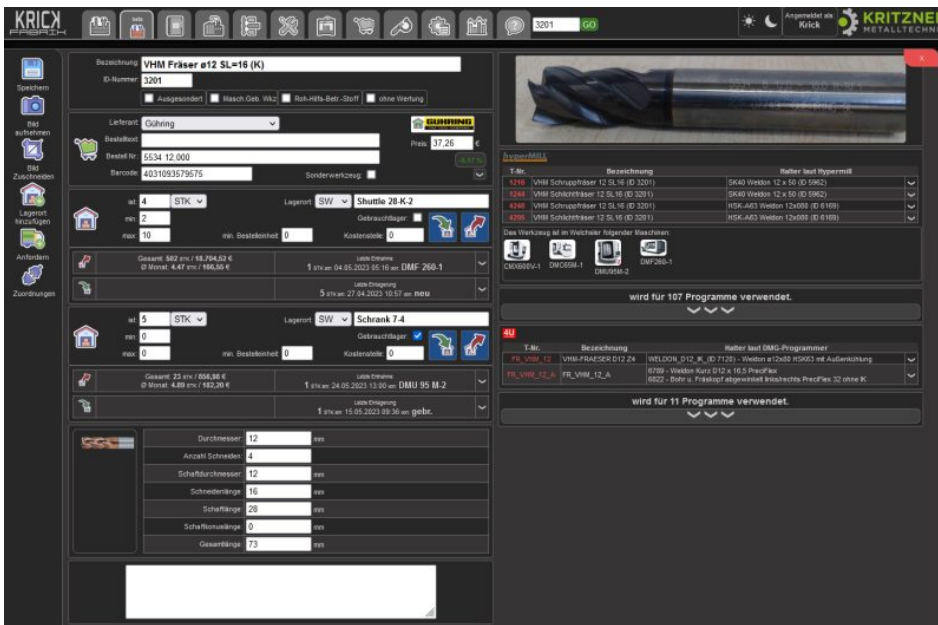 KRICK
FABRIK
beta
3201
GO
Angemeldet als
Krick
KRITZNER
METALLTECHNI
X
Speichern
Bild
aufnehmen
Bild
Zuschneiden
Lagerort
hinzufügen
Anfordern
Zuordnungen
Bezeichnung: VHM Fräser ø12 SL=16 (K)
ID-Nummer: 3201
Ausgesondert
Masch.Geb. Wkz
Roh-Hilfs-Betr.-Stoff
ohne Wertung
Lieferant: Gühring
GUHRING
Bestelltext:
Preis: 37,26 €
Bestell Nr.: 5534 12.000
Barcode: 4031093579575
Sonderwerkzeug:
ist: 4 STK
Lagerort: SW Shuttle 28-K-2
min: 2
Gebrauchtlager:
max: 10
min. Bestelleinheit: 0
Kostenstelle: 0
Gesamt: 502 STK / 18.704,52 €
Ø Monat: 4.47 STK / 166,55 €
Letzte Entnahme
1 STK am: 04.05.2023 05:16 von: DMF 260-1
Letzte Einlagerung
5 STK am: 27.04.2023 10:57 von: neu
ist: 5 STK
Lagerort: SW Schrank 7-4
min: 0
Gebrauchtlager:
max: 0
min. Bestelleinheit: 0
Kostenstelle: 0
Gesamt: 23 STK / 856,98 €
Ø Monat: 4.89 STK / 182,20 €
Letzte Entnahme
1 STK am: 24.05.2023 13:00 von: DMU 95 M-2
Letzte Einlagerung
1 STK am: 15.05.2023 09:36 von: gebr.
Durchmesser: 12 mm
Anzahl Schneiden: 4
Schaftdurchmesser: 12 mm
Schneidenlänge: 16 mm
Schaftlänge: 28 mm
Schaftkonuslänge: 0 mm
Gesamtlänge: 73 mm
hyperMILL
T-Nr. Bezeichnung Halter laut Hypermill
1216 VHM Schruppfräser 12 SL16 (ID 3201) SK40 Weldon 12 x 50 (ID 5962)
1244 VHM Schlichtfräser 12 SL16 (ID 3201) SK40 Weldon 12 x 50 (ID 5962)
4248 VHM Schruppfräser 12 SL16 (ID 3201) HSK-A63 Weldon 12x080 (ID 6169)
4295 VHM Schlichtfräser 12 SL16 (ID 3201) HSK-A63 Weldon 12x080 (ID 6169)
Das Werkzeug ist im Welchsler folgender Maschinen:
CMX600V-1
DMC65M-1
DMU95M-2
DMF260-1
wird für 107 Programme verwendet.
4U
T-Nr. Bezeichnung Halter laut DMG-Programmer
FR_VHM_12 VHM-FRAESER D12 Z4 WELDON_D12_IK_(ID 7120) - Weldon ø12x80 HSK63 mit Außenkühlung
FR_VHM_12_A FR_VHM_12_A 6789 - Weldon Kurz D12 x 16,5 PreciFlex
6822 - Bohr u. Fräskopf abgewinkelt links/rechts PreciFlex 32 ohne IK
wird für 11 Programme verwendet.